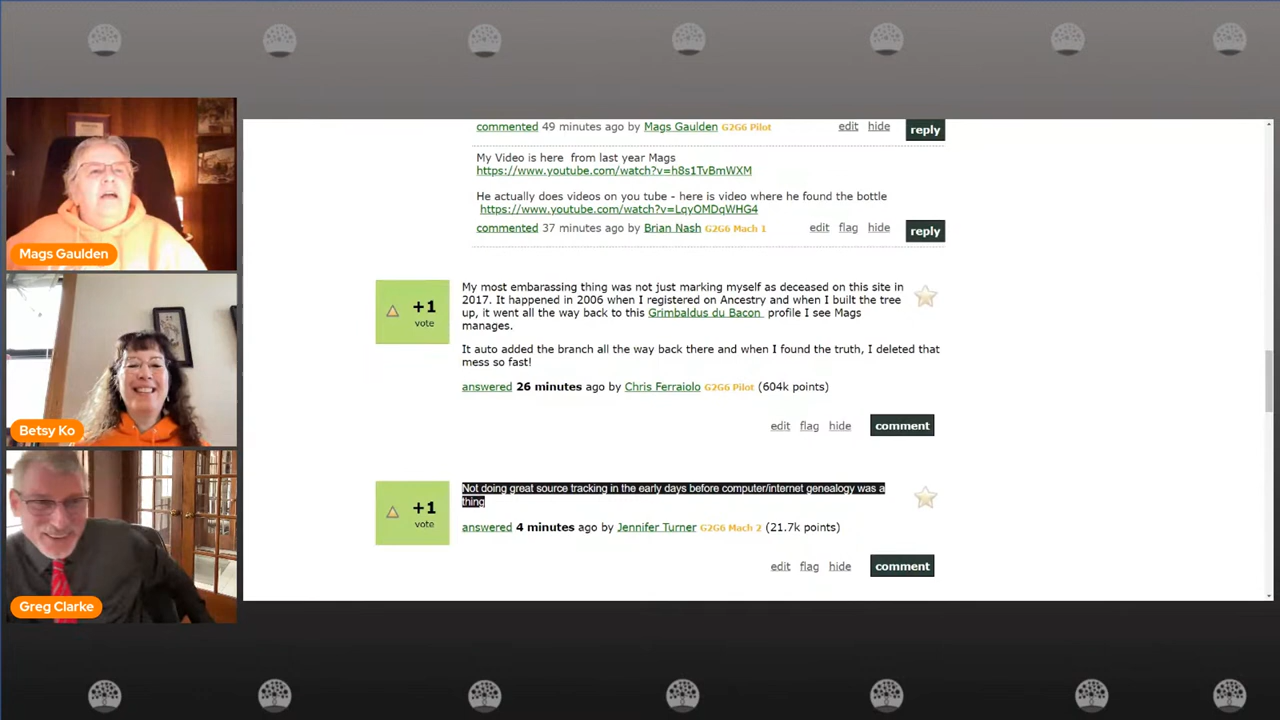 commented 49 minutes ago by Mags Gaulden G2G6 Pilot edit hide reply
My Video is here from last year Mags
https://www.youtube.com/watch?v=h8s1TvBmWXM
He actually does videos on you tube - here is video where he found the bottle
https://www.youtube.com/watch?v=LqyOMDqWHG4
commented 37 minutes ago by Brian Nash G2G6 Mach 1 edit flag hide reply
Mags Gaulden
+1
vote
My most embarassing thing was not just marking myself as deceased on this site in
2017. It happened in 2006 when I registered on Ancestry and when I built the tree
up, it went all the way back to this Grimbaldus du Bacon profile I see Mags
manages.
It auto added the branch all the way back there and when I found the truth, I deleted that
mess so fast!
answered 26 minutes ago by Chris Ferraiolo G2G6 Pilot (604k points)
edit flag hide comment
Betsy Ko
+1
vote
Not doing great source tracking in the early days before computer/internet genealogy was a
thing
answered 4 minutes ago by Jennifer Turner G2G6 Mach 2 (21.7k points)
edit flag hide comment
Greg Clarke